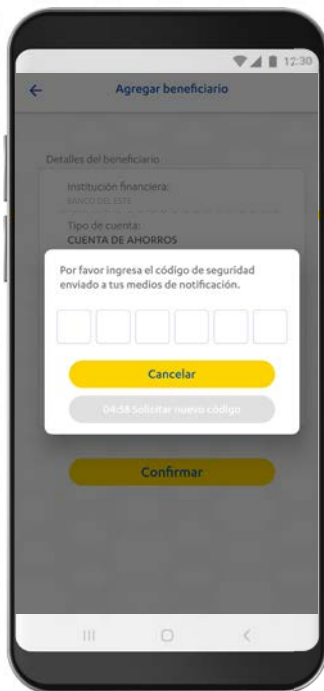 12:30
Agregar beneficiario
Detalles del beneficiario
Institución financiera:
BANCO DEL ESTE
Tipo de cuenta:
CUENTA DE AHORROS
Por favor ingresa el código de seguridad
enviado a tus medios de notificación.
Cancelar
04:58 Solicitar nuevo código
Confirmar